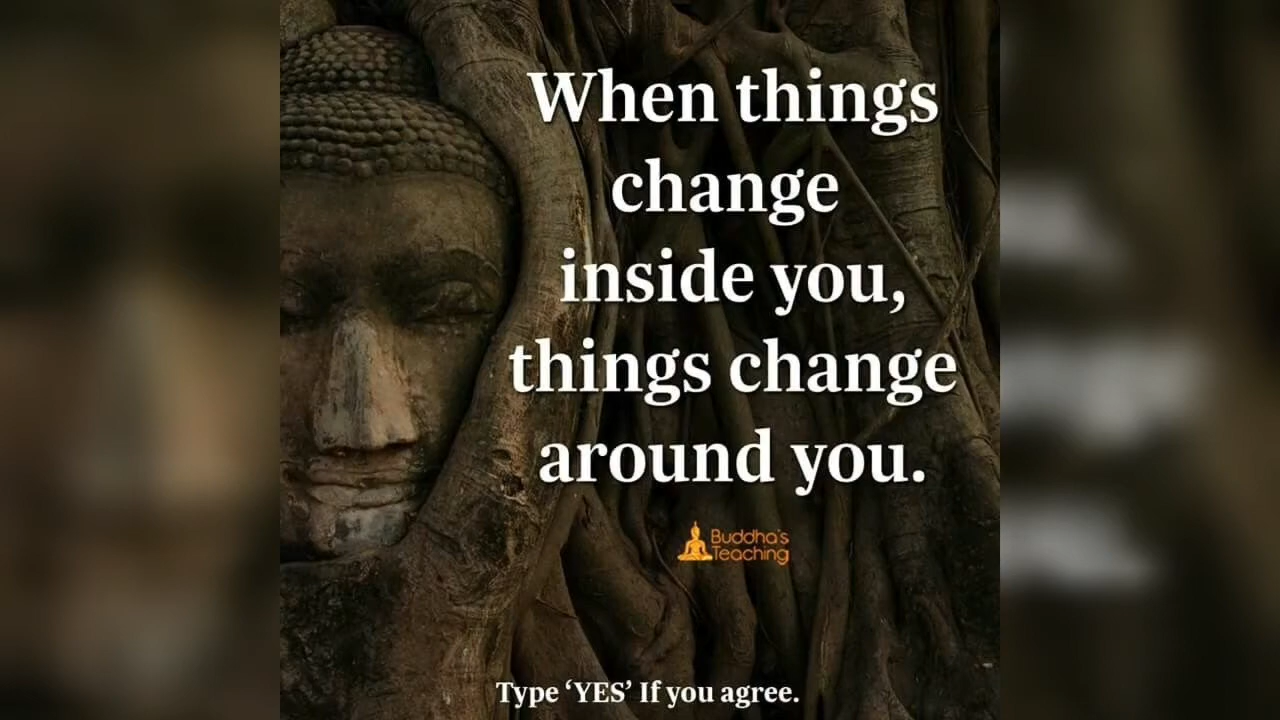 When things
change
inside you,
things change
around you.
Buddha's
Teaching
Type ‘YES’ If you agree.